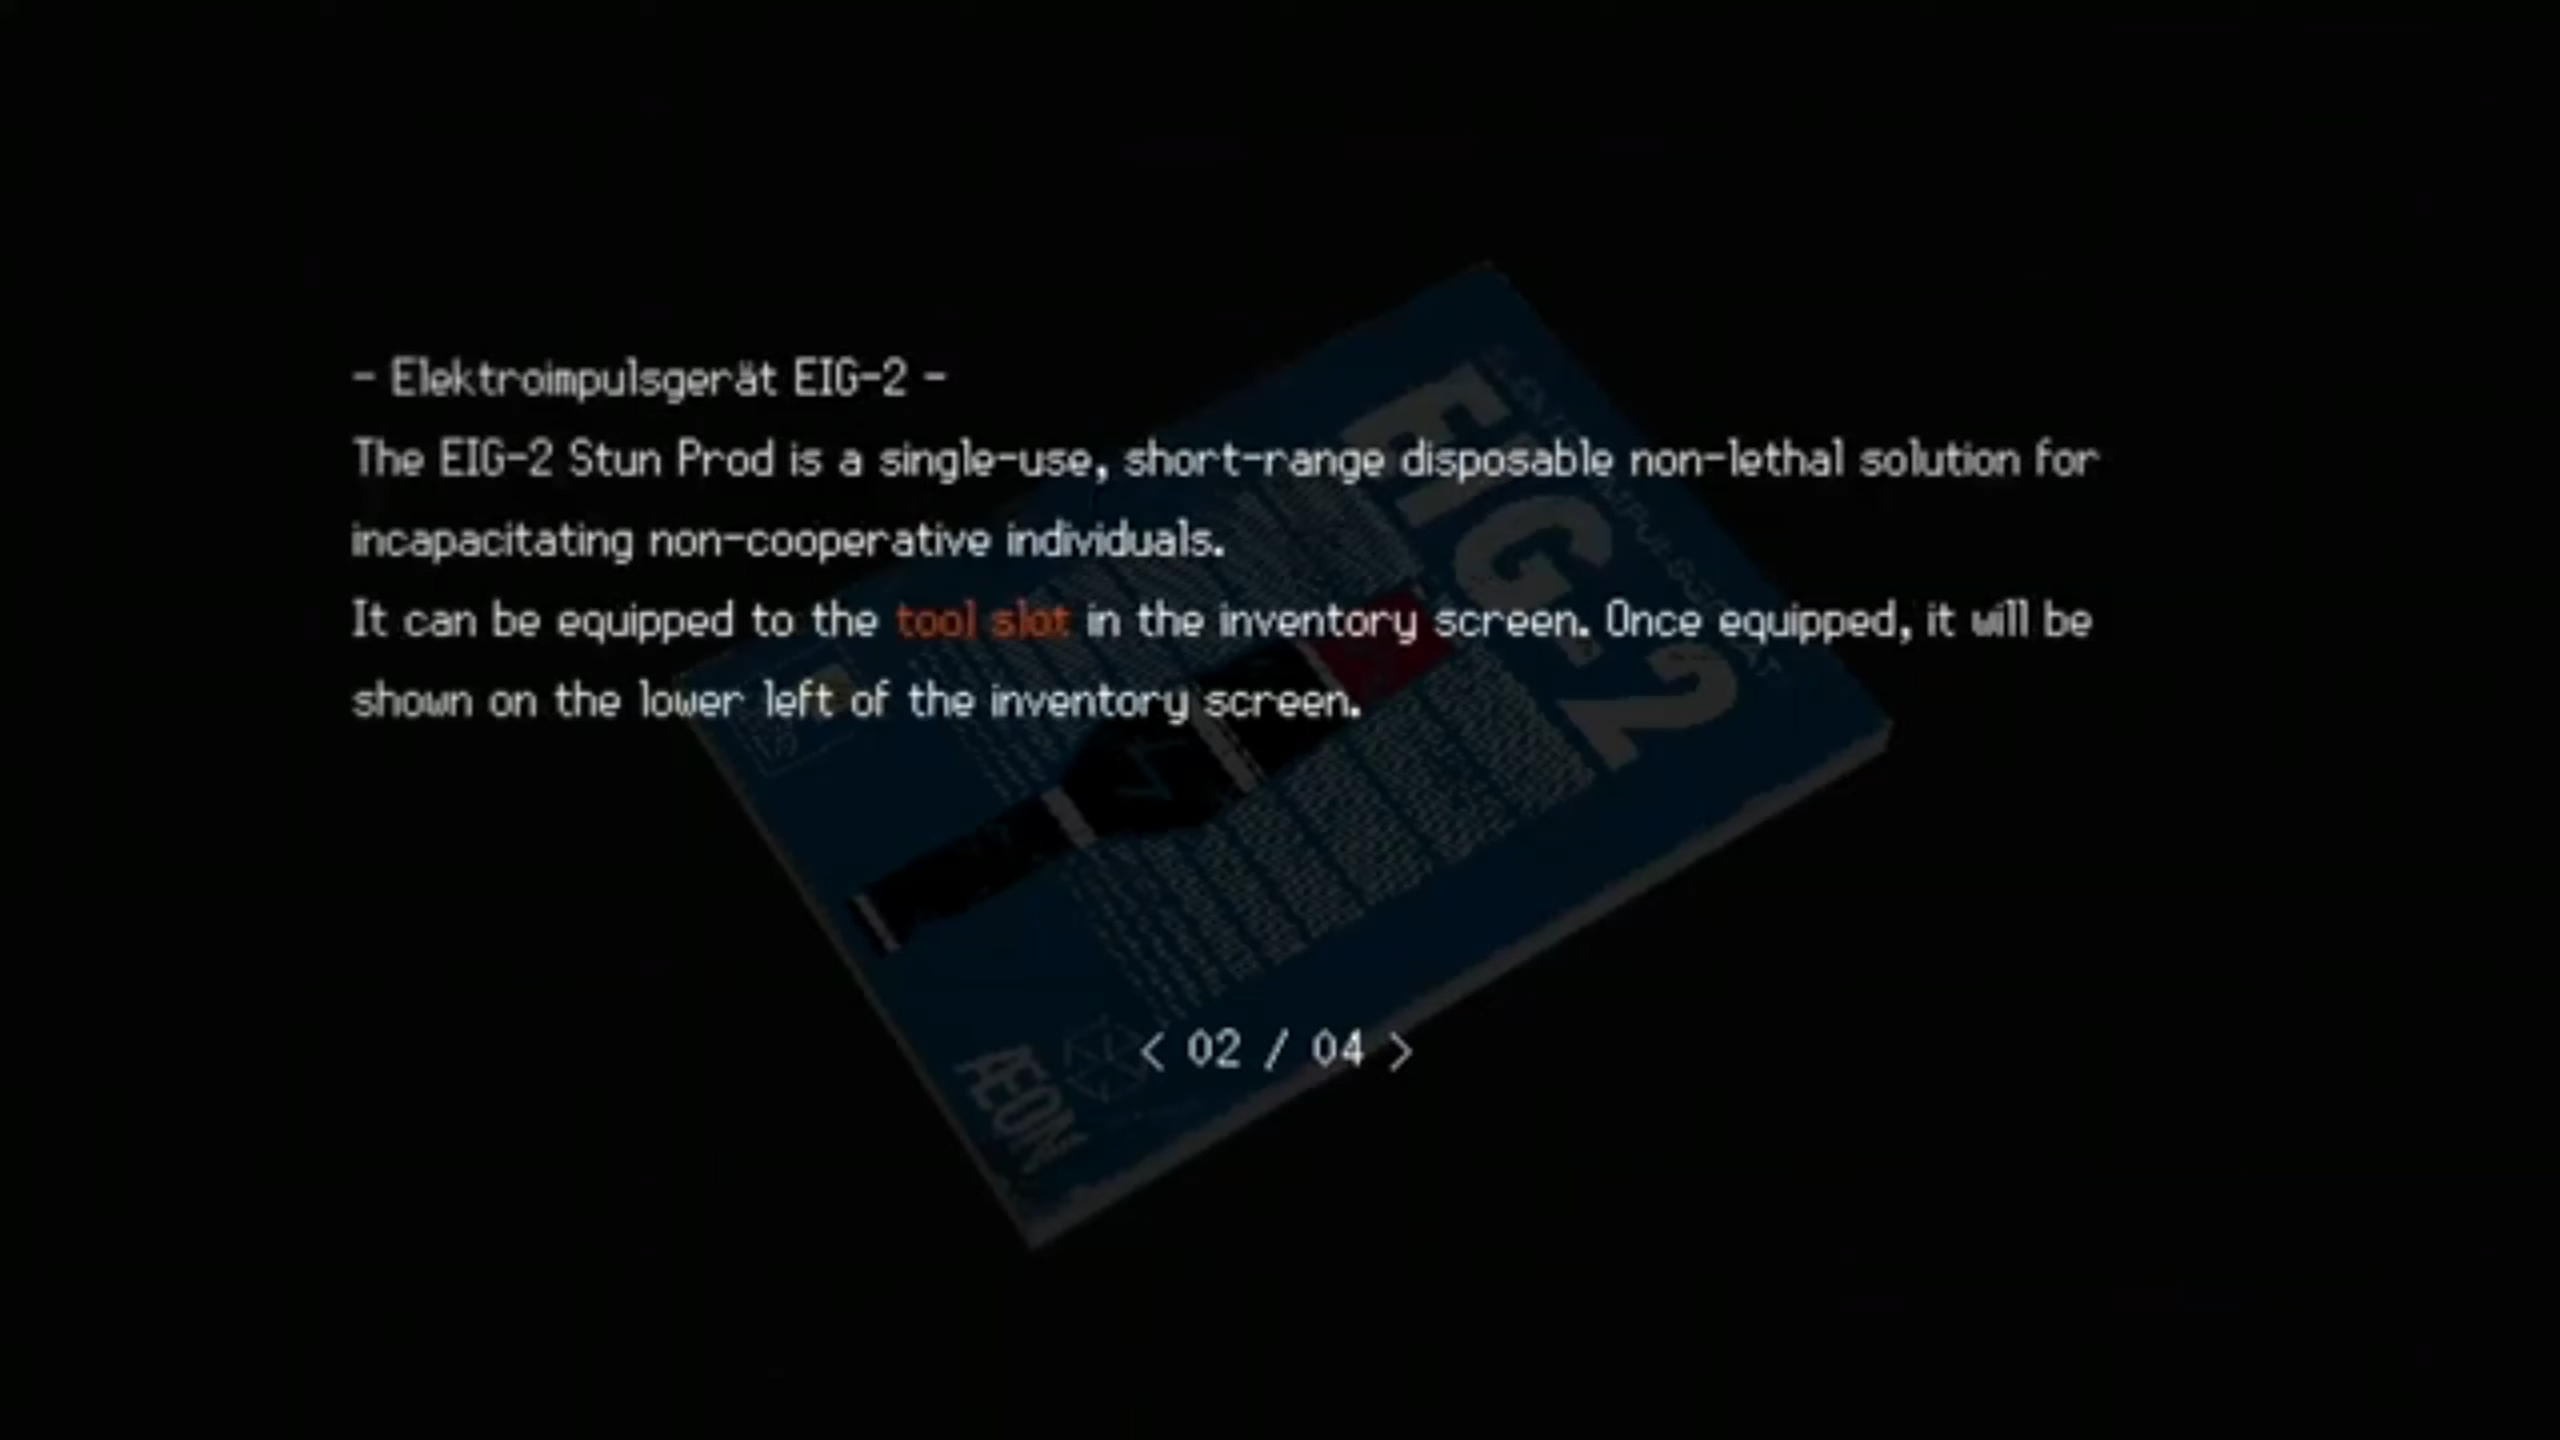 - Elektroimpulsgerät EIG-2 -
The EIG-2 Stun Prod is a single-use, short-range disposable non-lethal solution for
incapacitating non-cooperative individuals.
It can be equipped to the tool slot in the inventory screen. Once equipped, it will be
shown on the lower left of the inventory screen.
EIG-2
< 02 / 04 >
ÆON